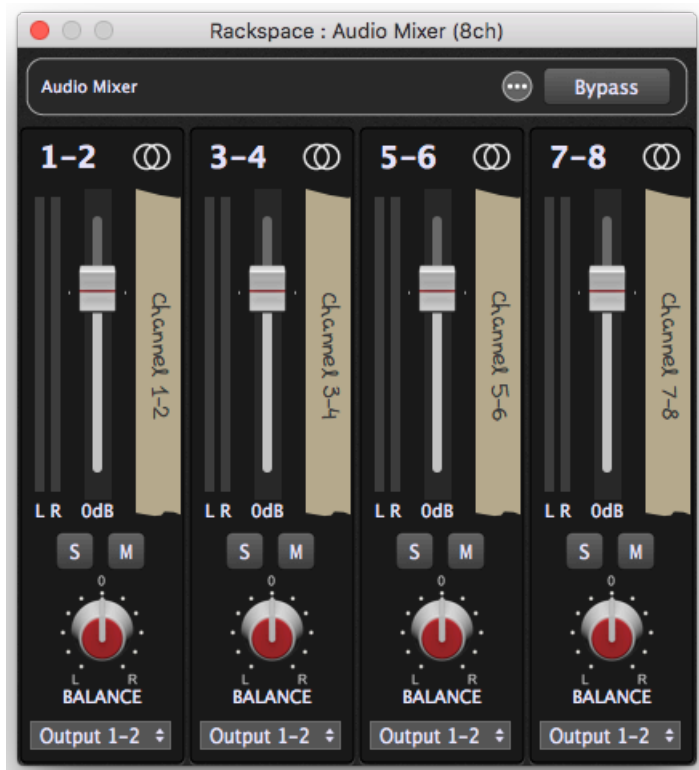 Rackspace : Audio Mixer (8ch)
Audio Mixer
Bypass
1-2
3-4
5-6
7-8
Channel 1-2
Channel 3-4
Channel 5-6
Channel 7-8
L R 0dB
L R 0dB
L R 0dB
L R 0dB
S M
S M
S M
S M
0
0
0
0
L R
L R
L R
L R
BALANCE
BALANCE
BALANCE
BALANCE
Output 1-2
Output 1-2
Output 1-2
Output 1-2